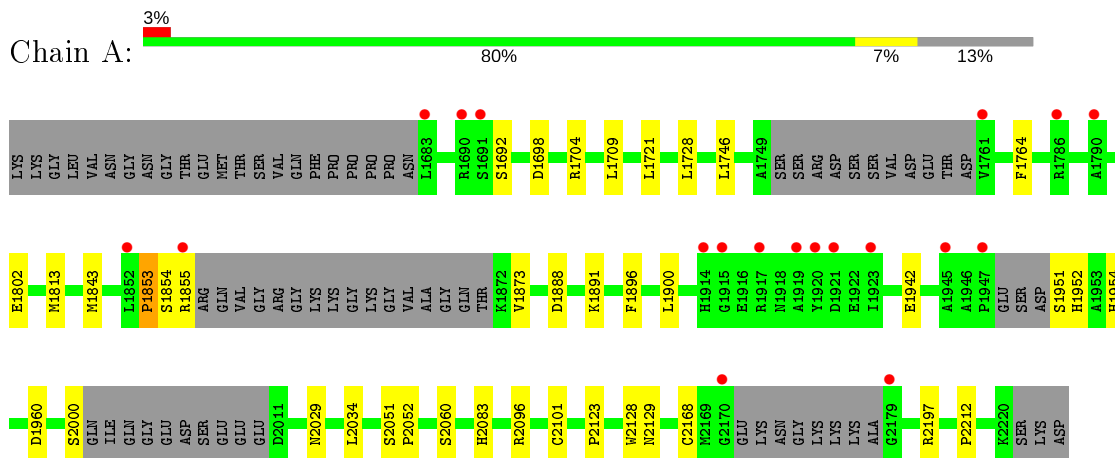 3%
Chain A:
80% 7% 13%
LYS LYS GLY LEU VAL ASN GLY ASN GLY THR GLU MET THR SER VAL GLN PHE PRO PRO PRO PRO PRO ASN L1683 R1690 S1691 S1692 D1698 R1704 L1709 L1721 L1728 L1746 A1749 SER SER ARG ASP SER SER VAL ASP GLU THR ASP V1761 F1764 R1786 A1790
E1802 M1813 M1843 L1852 P1853 S1854 R1855 ARG GLN VAL GLY ARG GLY LYS LYS GLY LYS GLY VAL ALA GLY GLN THR K1872 V1873 D1888 K1891 F1896 L1900 H1914 G1915 E1916 R1917 N1918 A1919 Y1920 D1921 E1922 I1923 E1942 A1945 A1946 P1947 GLU SER ASP S1951 H1952 A1953 H1954
D1960 S2000 GLN ILE GLN GLY GLU ASP SER GLU GLU GLU D2011 N2029 L2034 S2051 P2052 S2060 H2083 R2096 C2101 P2123 W2128 N2129 C2168 M2169 G2170 GLU LYS ASN GLY LYS LYS LYS ALA G2179 R2197 P2212 K2220 SER LYS ASP